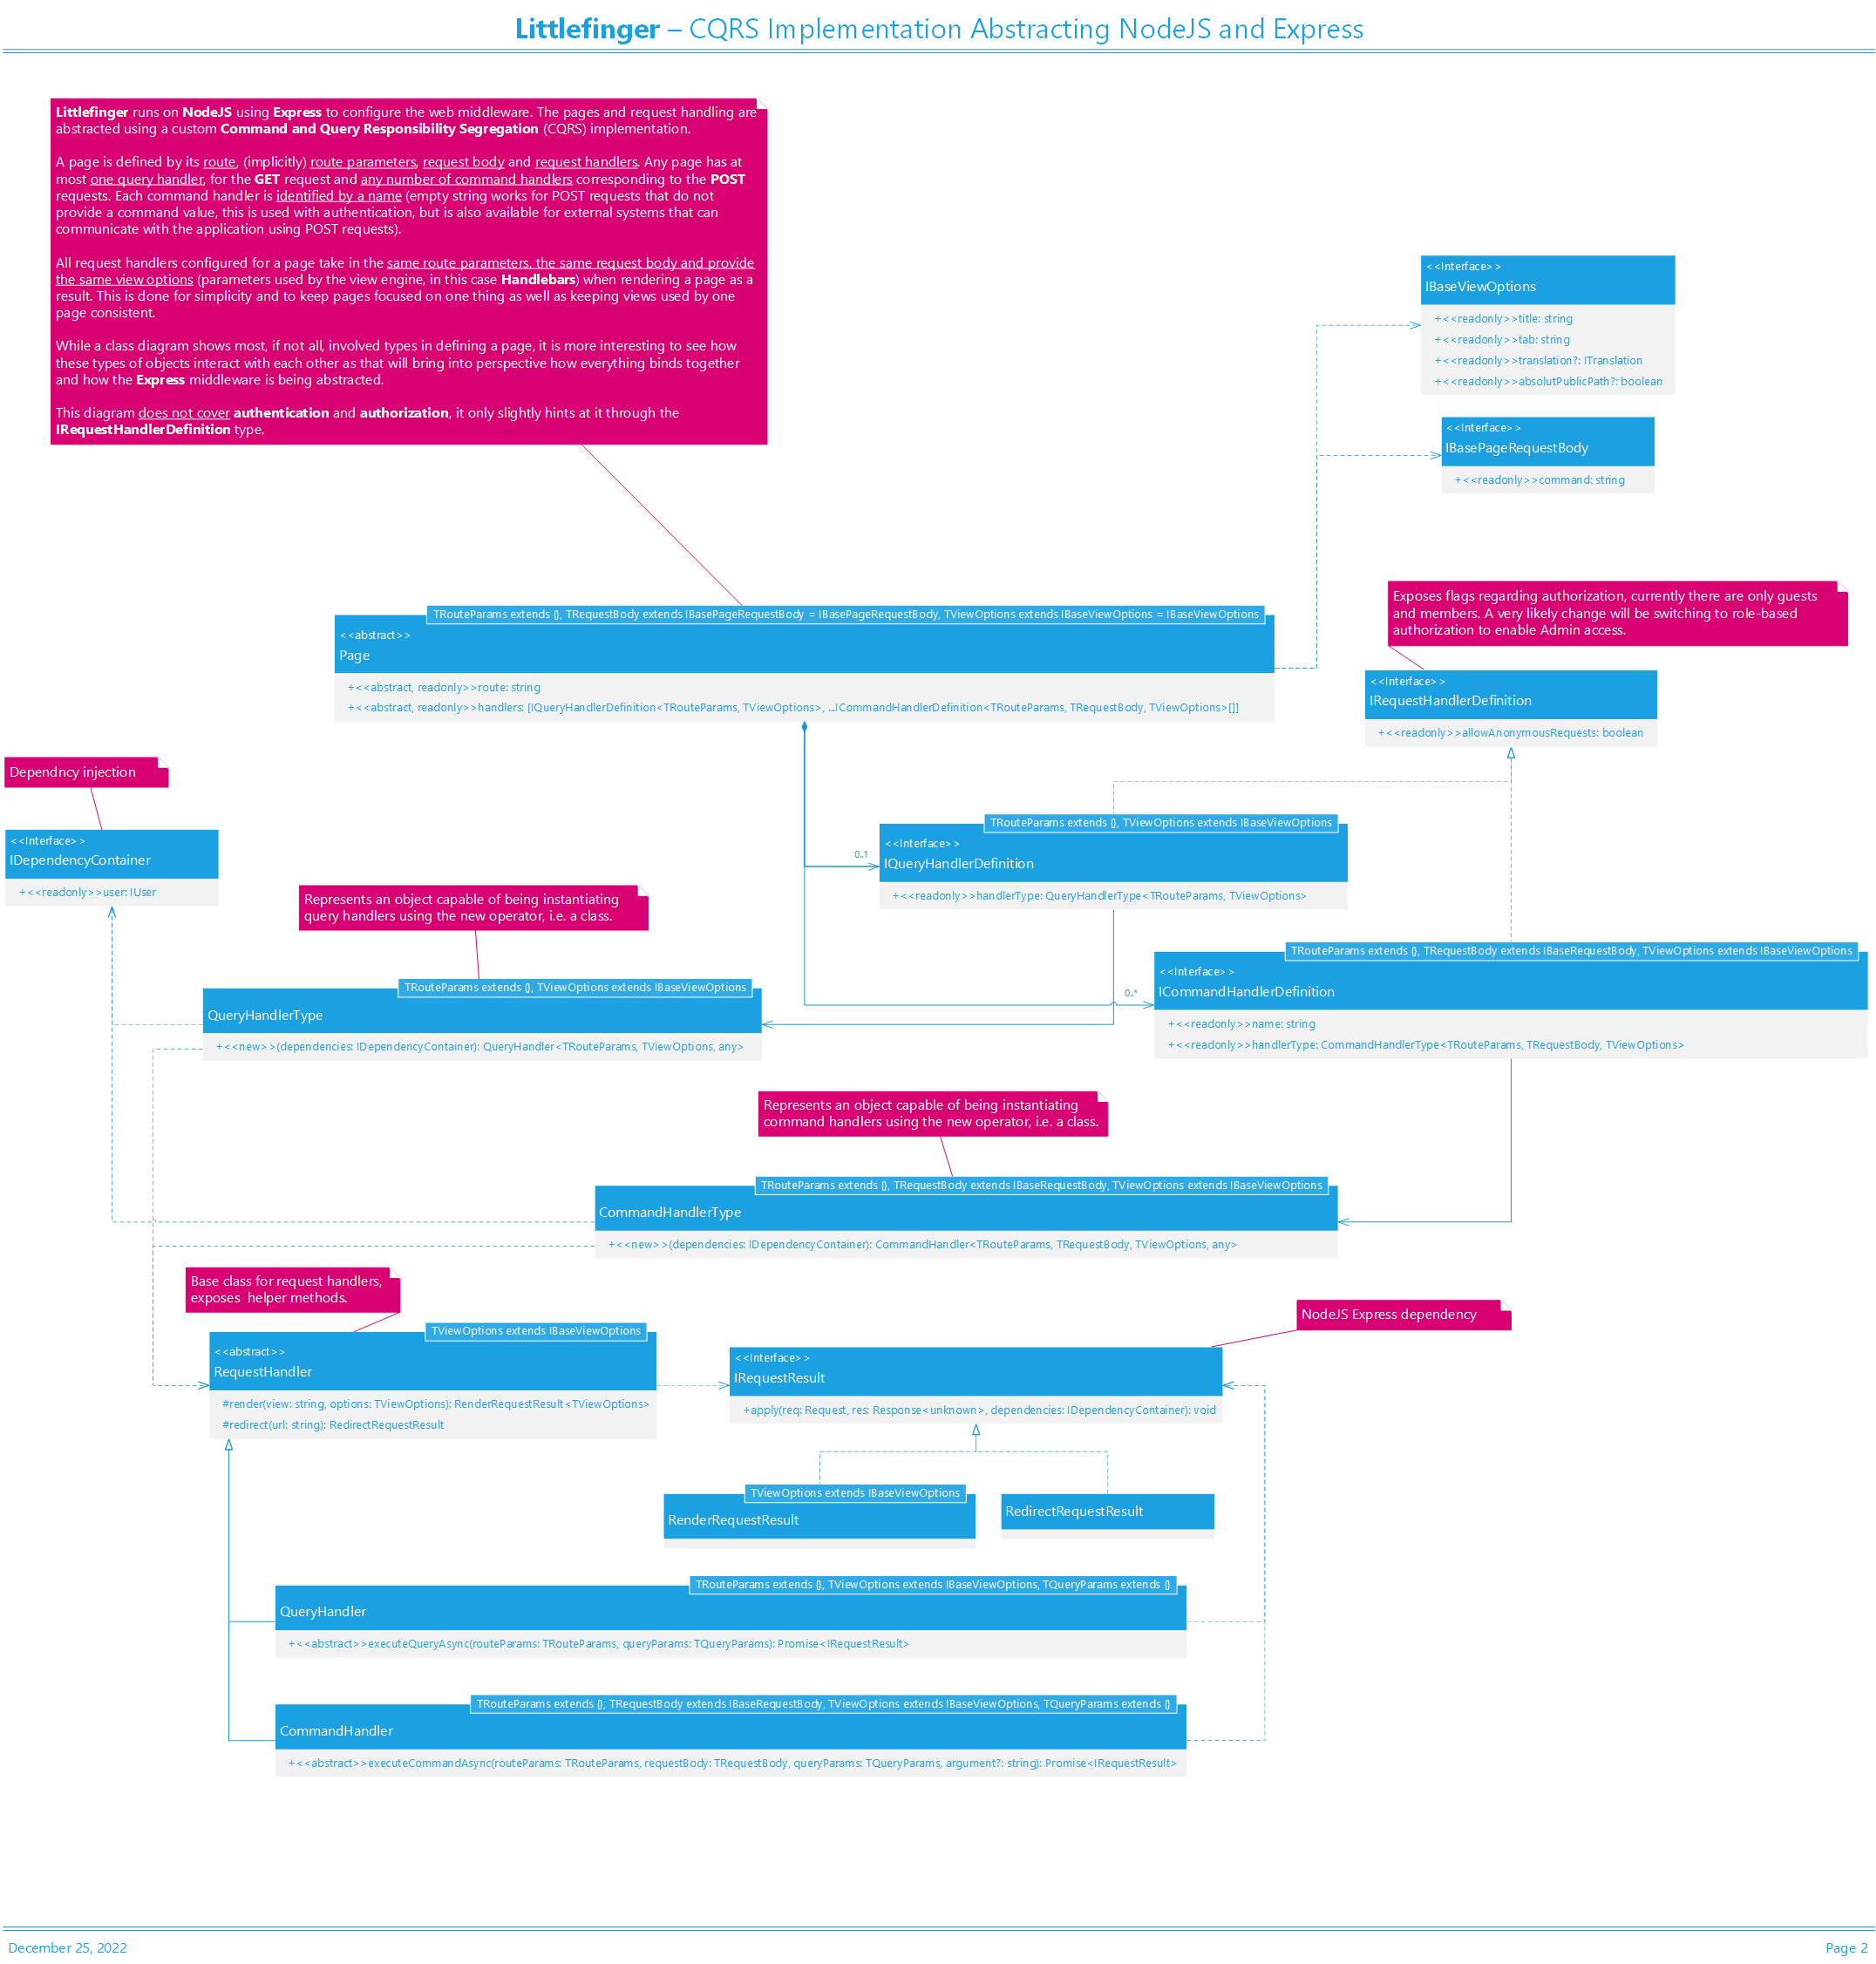 Littlefinger – CQRS Implementation Abstracting NodeJS and Express
Littlefinger runs on NodeJS using Express to configure the web middleware. The pages and request handling are
abstracted using a custom Command and Query Responsibility Segregation (CQRS) implementation.
A page is defined by its route, (implicitly) route parameters, request body and request handlers. Any page has at
most one query handler, for the GET request and any number of command handlers corresponding to the POST
requests. Each command handler is identified by a name (empty string works for POST requests that do not
provide a command value, this is used with authentication, but is also available for external systems that can
communicate with the application using POST requests).
All request handlers configured for a page take in the same route parameters, the same request body and provide
the same view options (parameters used by the view engine, in this case Handlebars) when rendering a page as a
result. This is done for simplicity and to keep pages focused on one thing as well as keeping views used by one
page consistent.
While a class diagram shows most, if not all, involved types in defining a page, it is more interesting to see how
these types of objects interact with each other as that will bring into perspective how everything binds together
and how the Express middleware is being abstracted.
This diagram does not cover authentication and authorization, it only slightly hints at it through the
IRequestHandlerDefinition type.
<<Interface>>
IBaseViewOptions
+<<readonly>>title: string
+<<readonly>>tab: string
+<<readonly>>translation?: ITranslation
+<<readonly>>absolutPublicPath?: boolean
<<Interface>>
IBasePageRequestBody
+<<readonly>>command: string
Exposes flags regarding authorization, currently there are only guests
and members. A very likely change will be switching to role-based
authorization to enable Admin access.
TRouteParams extends {}, TRequestBody extends IBasePageRequestBody = IBasePageRequestBody, TViewOptions extends IBaseViewOptions = IBaseViewOptions
<<abstract>>
Page
+<<abstract, readonly>>route: string
+<<abstract, readonly>>handlers: [IQueryHandlerDefinition<TRouteParams, TViewOptions>, ...ICommandHandlerDefinition<TRouteParams, TRequestBody, TViewOptions>[]]
<<Interface>>
IRequestHandlerDefinition
+<<readonly>>allowAnonymousRequests: boolean
Dependncy injection
<<Interface>>
IDependencyContainer
+<<readonly>>user: IUser
TRouteParams extends {}, TViewOptions extends IBaseViewOptions
<<Interface>>
IQueryHandlerDefinition
+<<readonly>>handlerType: QueryHandlerType<TRouteParams, TViewOptions>
0..1
Represents an object capable of being instantiating
query handlers using the new operator, i.e. a class.
TRouteParams extends {}, TRequestBody extends IBaseRequestBody, TViewOptions extends IBaseViewOptions
<<Interface>>
ICommandHandlerDefinition
+<<readonly>>name: string
+<<readonly>>handlerType: CommandHandlerType<TRouteParams, TRequestBody, TViewOptions>
0..*
TRouteParams extends {}, TViewOptions extends IBaseViewOptions
QueryHandlerType
+<<new>>(dependencies: IDependencyContainer): QueryHandler<TRouteParams, TViewOptions, any>
Represents an object capable of being instantiating
command handlers using the new operator, i.e. a class.
TRouteParams extends {}, TRequestBody extends IBaseRequestBody, TViewOptions extends IBaseViewOptions
CommandHandlerType
+<<new>>(dependencies: IDependencyContainer): CommandHandler<TRouteParams, TRequestBody, TViewOptions, any>
Base class for request handlers,
exposes  helper methods.
NodeJS Express dependency
TViewOptions extends IBaseViewOptions
<<abstract>>
RequestHandler
#render(view: string, options: TViewOptions): RenderRequestResult<TViewOptions>
#redirect(url: string): RedirectRequestResult
<<Interface>>
IRequestResult
+apply(req: Request, res: Response<unknown>, dependencies: IDependencyContainer): void
TViewOptions extends IBaseViewOptions
RenderRequestResult
RedirectRequestResult
TRouteParams extends {}, TViewOptions extends IBaseViewOptions, TQueryParams extends {}
QueryHandler
+<<abstract>>executeQueryAsync(routeParams: TRouteParams, queryParams: TQueryParams): Promise<IRequestResult>
TRouteParams extends {}, TRequestBody extends IBaseRequestBody, TViewOptions extends IBaseViewOptions, TQueryParams extends {}
CommandHandler
+<<abstract>>executeCommandAsync(routeParams: TRouteParams, requestBody: TRequestBody, queryParams: TQueryParams, argument?: string): Promise<IRequestResult>
December 25, 2022
Page 2